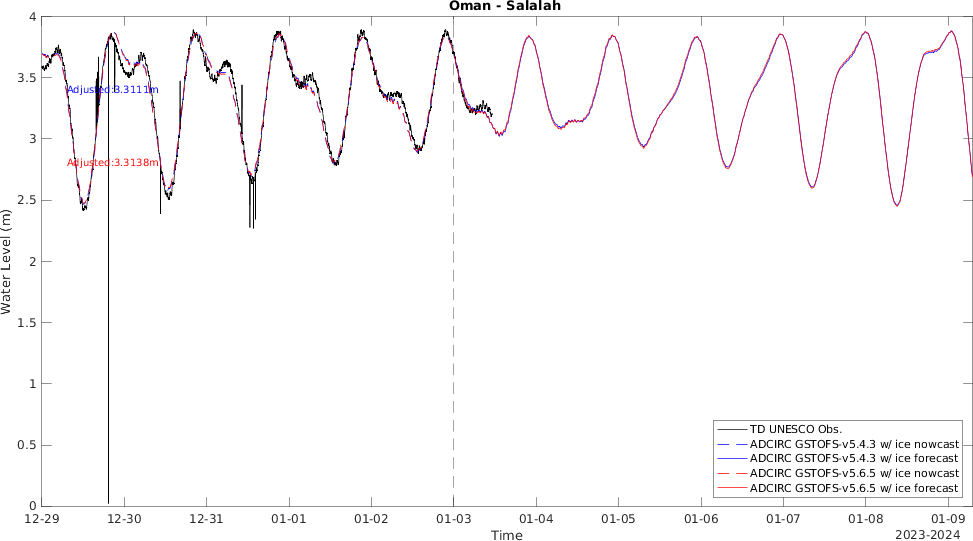 Oman - Salalah
4
3.5
3
2.5
2
1.5
1
0.5
0
Water Level (m)
Adjusted:3.3111m
Adjusted:3.3138m
TD UNESCO Obs.
ADCIRC GSTOFS-v5.4.3 w/ ice nowcast
ADCIRC GSTOFS-v5.4.3 w/ ice forecast
ADCIRC GSTOFS-v5.6.5 w/ ice nowcast
ADCIRC GSTOFS-v5.6.5 w/ ice forecast
12-29 12-30 12-31 01-01 01-02 01-03 01-04 01-05 01-06 01-07 01-08 01-09
Time
2023-2024